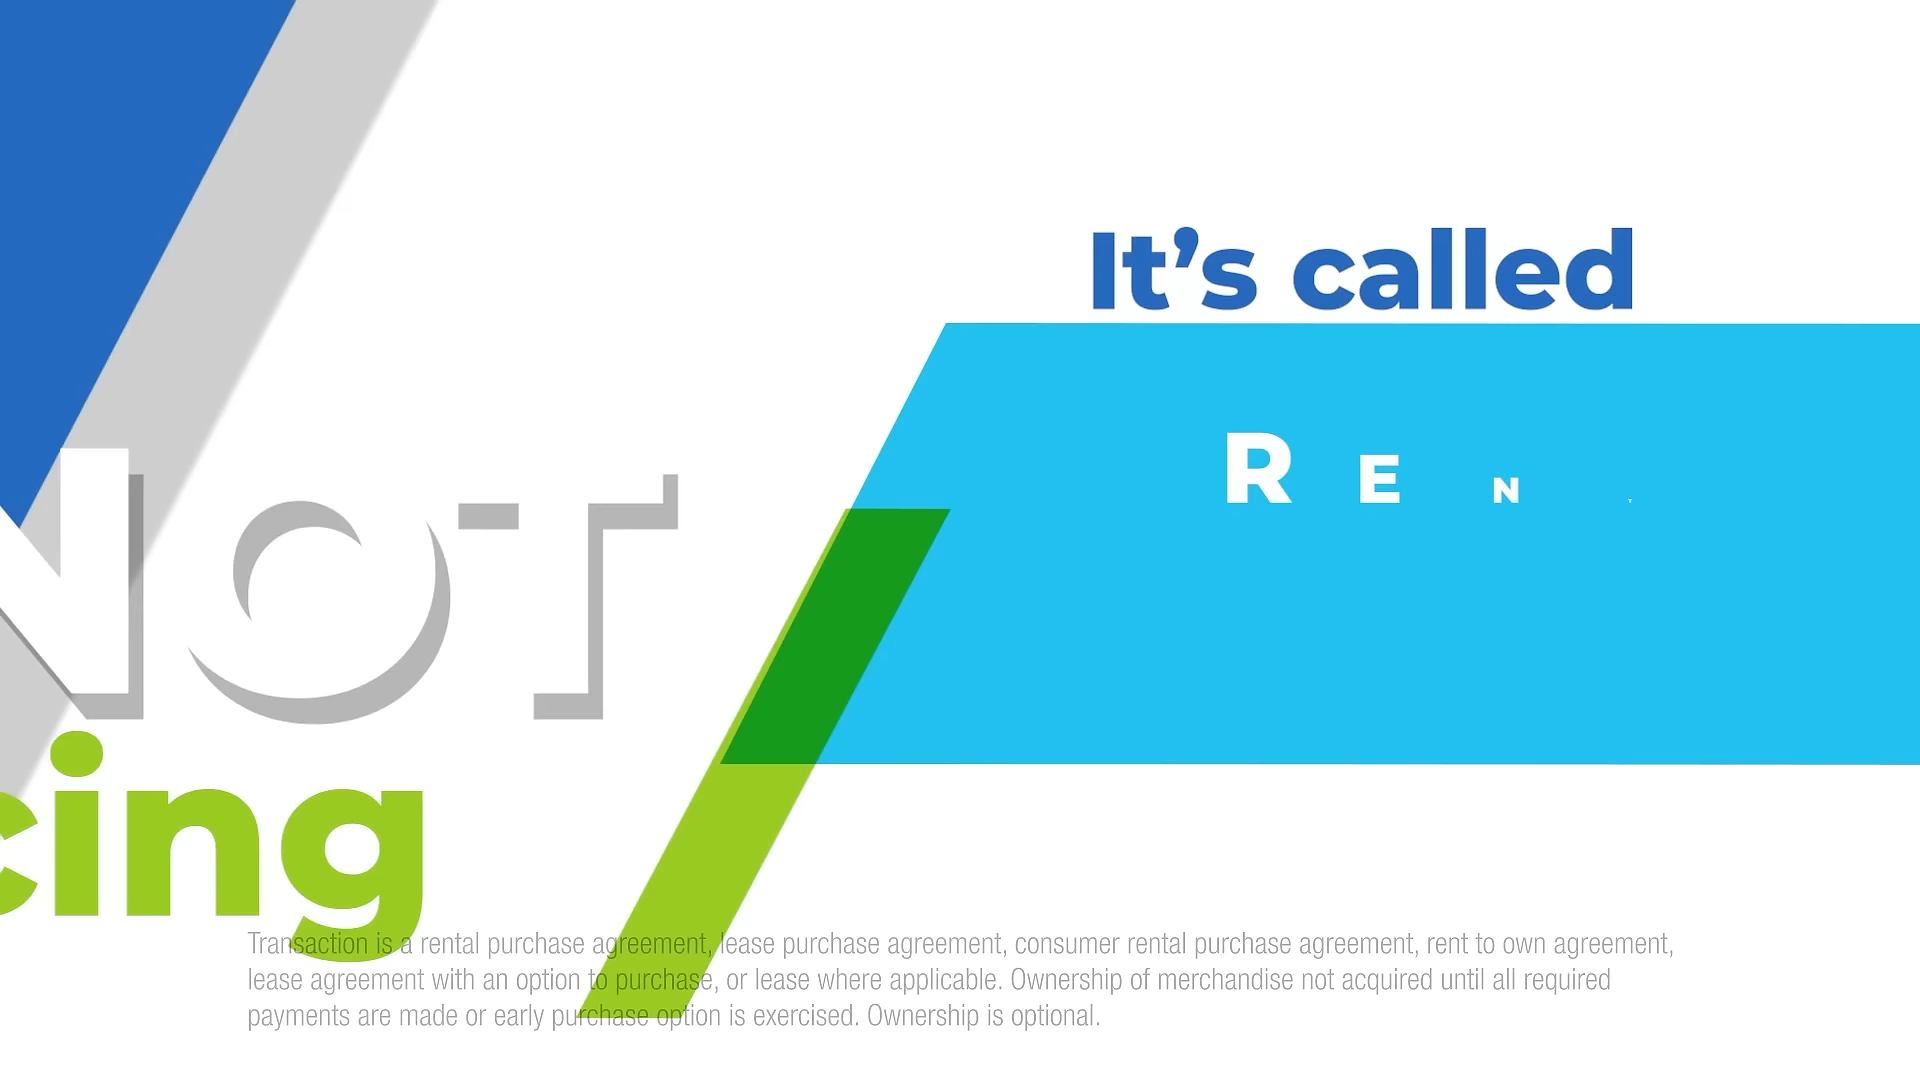 It's called
REN
NOT
cing
Transaction is a rental purchase agreement, lease purchase agreement, consumer rental purchase agreement, rent to own agreement,
lease agreement with an option to purchase, or lease where applicable. Ownership of merchandise not acquired until all required
payments are made or early purchase option is exercised. Ownership is optional.